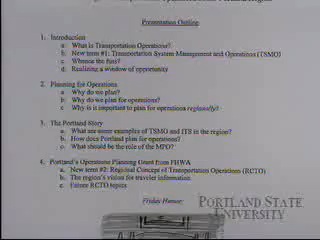 Presentation Outline
1. Introduction
a. What is Transportation Operations?
b. New term #1: Transportation System Management and Operations (TSMO)
c. Whence the fuss?
d. Realizing a window of opportunity
2. Planning for Operations
a. Why do we plan?
b. Why do we plan for operations?
c. Why is it important to plan for operations regionally?
3. The Portland Story
a. What are some examples of TSMO and ITS in the region?
b. How does Portland plan for operations?
c. What should be the role of the MPO?
4. Portland's Operations Planning Grant from FHWA
a. New term #2: Regional Concept of Transportation Operations (RCTO)
b. The region's vision for traveler information
c. Future RCTO topics
Friday Humor:
PORTLAND STATE
UNIVERSITY